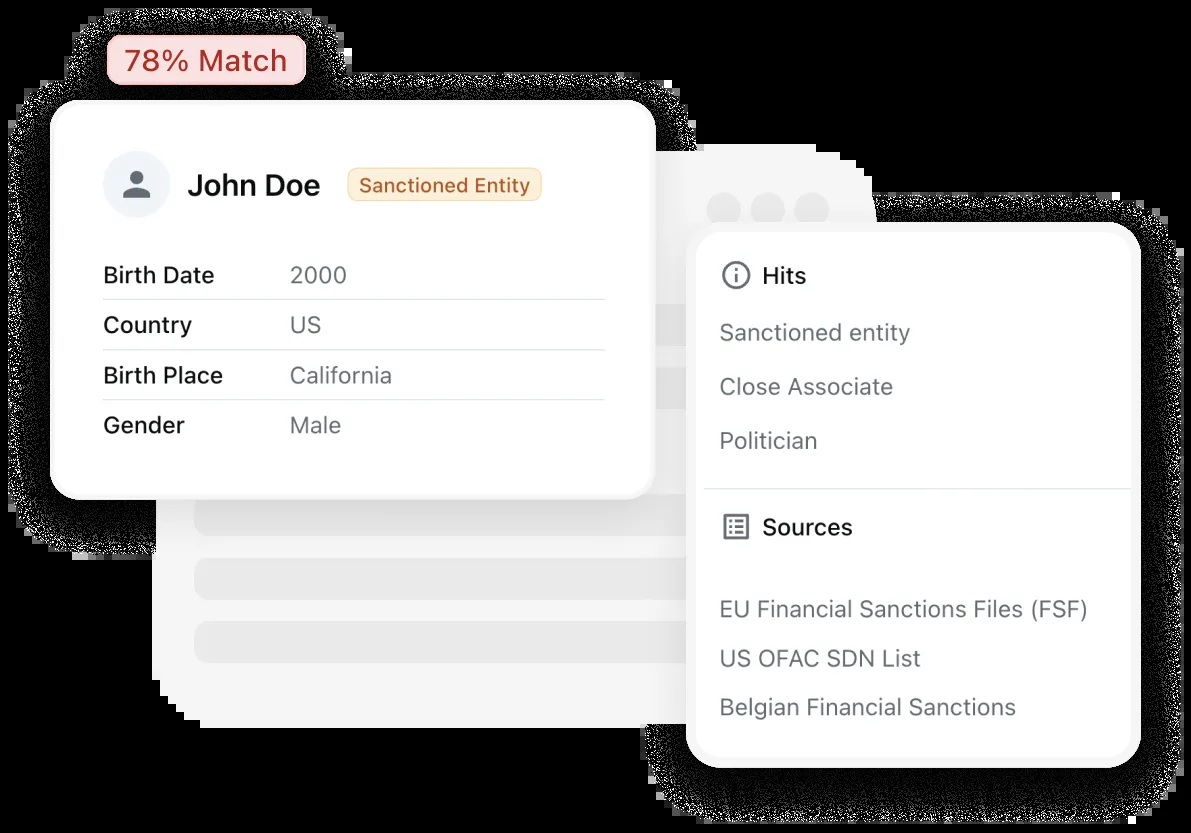 78% Match
John Doe
Sanctioned Entity
Birth Date 2000
Country US
Birth Place California
Gender Male
Hits
Sanctioned entity
Close Associate
Politician
Sources
EU Financial Sanctions Files (FSF)
US OFAC SDN List
Belgian Financial Sanctions